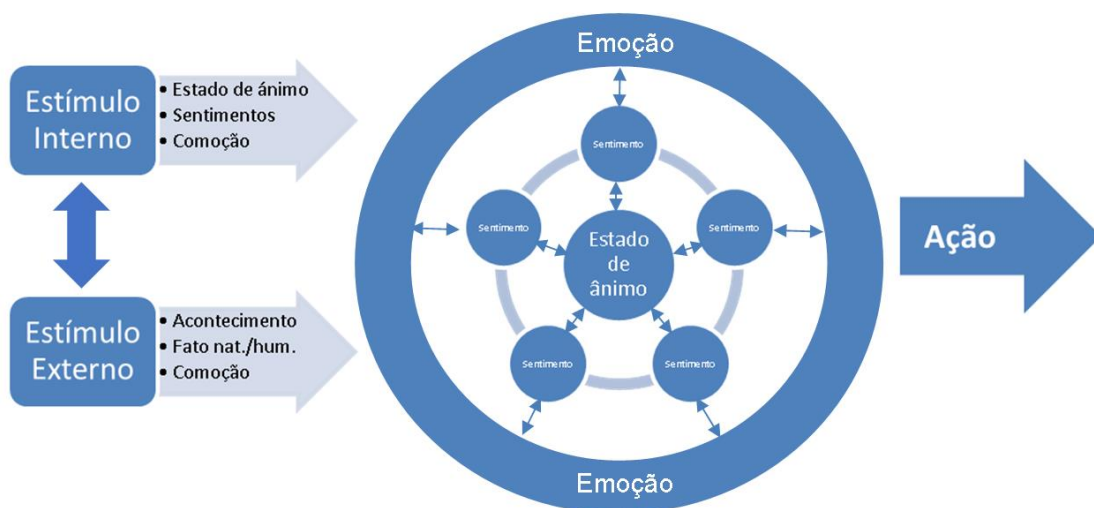 Estímulo
Interno
• Estado de ánimo
• Sentimentos
• Comoção
Estímulo
Externo
• Acontecimento
• Fato nat./hum.
• Comoção
Emoção
Sentimento
Sentimento
Sentimento
Estado
de
ânimo
Sentimento
Sentimento
Emoção
Ação